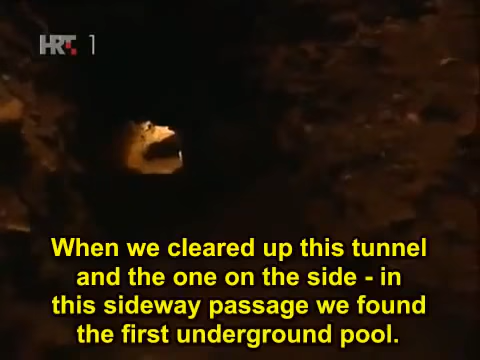 HRT 1
When we cleared up this tunnel
and the one on the side - in
this sideway passage we found
the first underground pool.